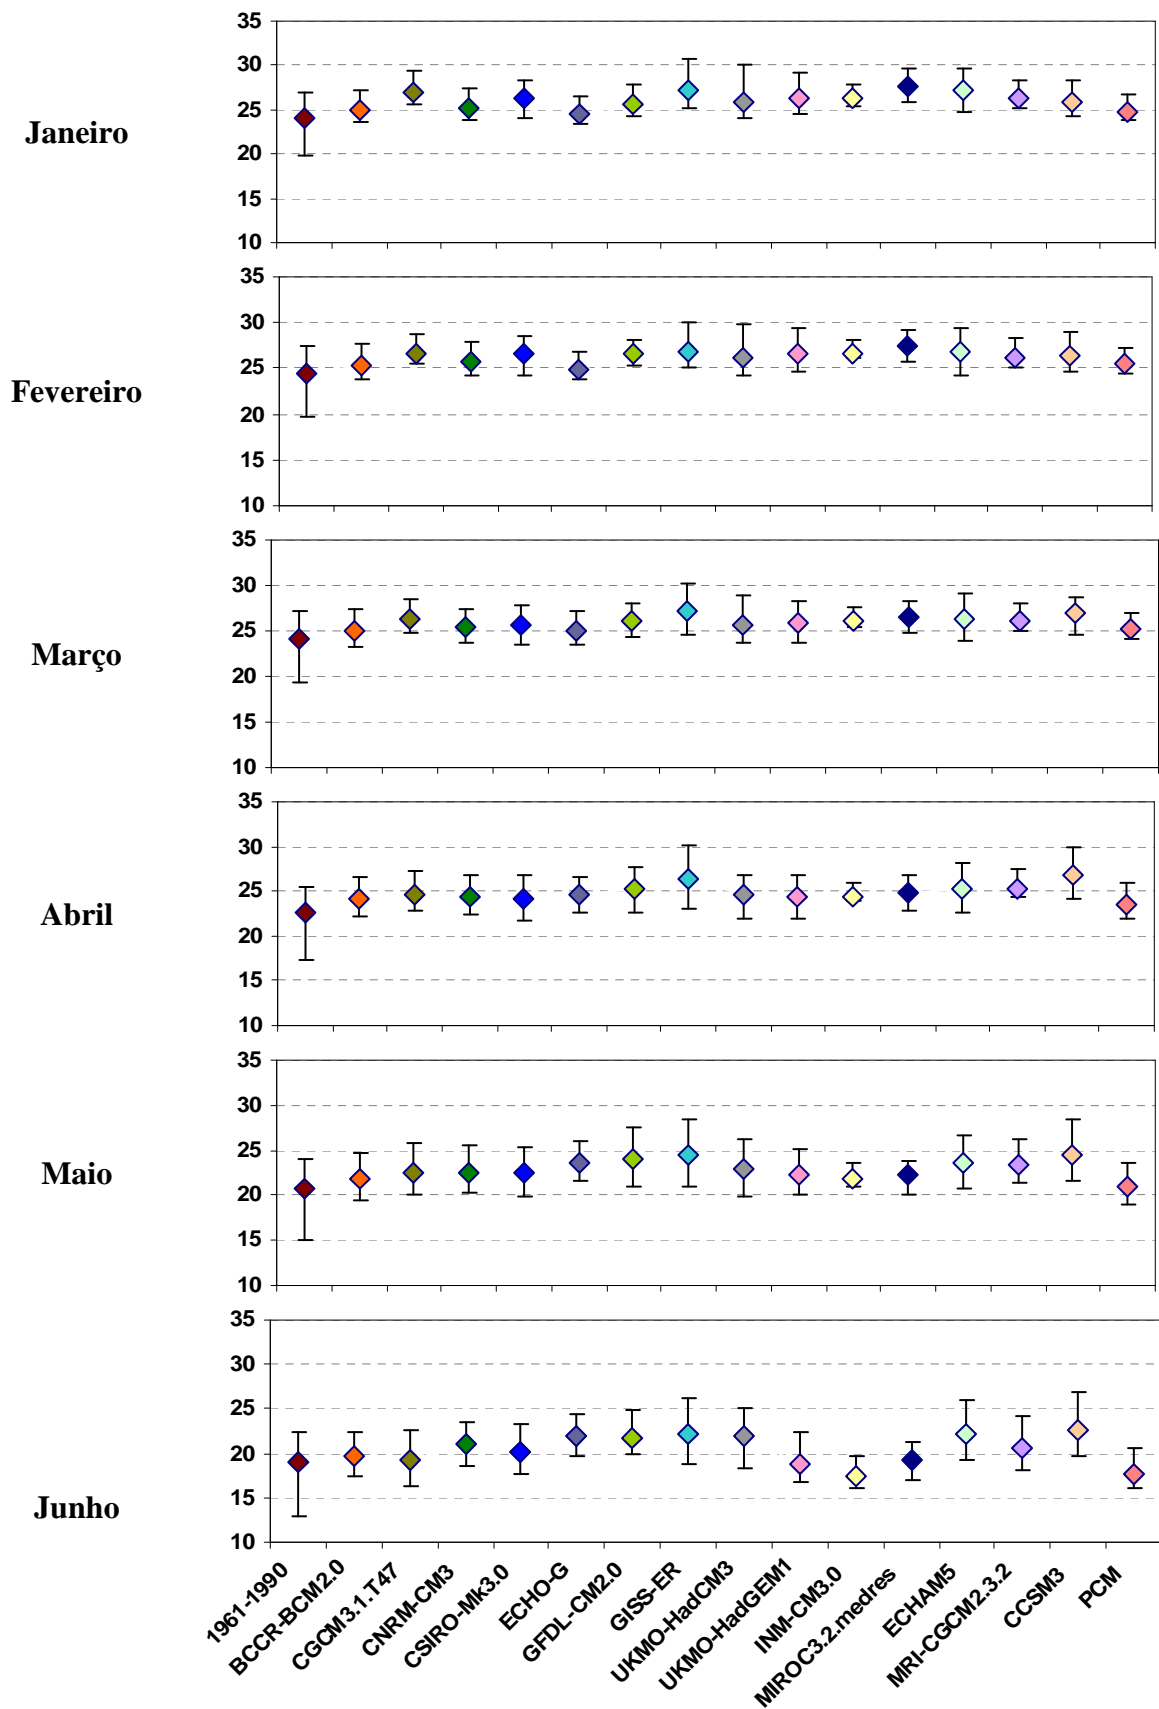 35
30
25
20
15
10
Janeiro
35
30
25
20
15
10
Fevereiro
35
30
25
20
15
10
Março
35
30
25
20
15
10
Abril
35
30
25
20
15
10
Maio
35
30
25
20
15
10
Junho
1961-1990
BCCR-BCM2.0
CGCM3.1.T47
CNRM-CM3
CSIRO-Mk3.0
ECHO-G
GFDL-CM2.0
GISS-ER
UKMO-HadCM3
UKMO-HadGEM1
INM-CM3.0
MIROC3.2.medres
ECHAM5
MRI-CGCM2.3.2
CCSM3
PCM